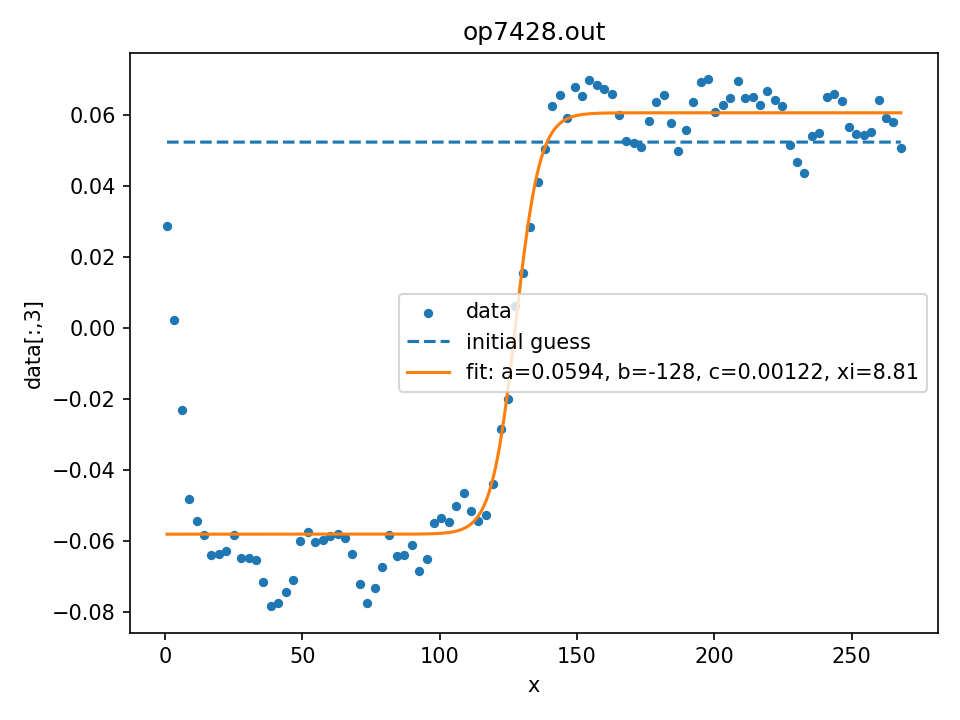 op7428.out
0.06
0.04
0.02
0.00
−0.02
−0.04
−0.06
−0.08
data[:,3]
data
initial guess
fit: a=0.0594, b=-128, c=0.00122, xi=8.81
0 50 100 150 200 250
x